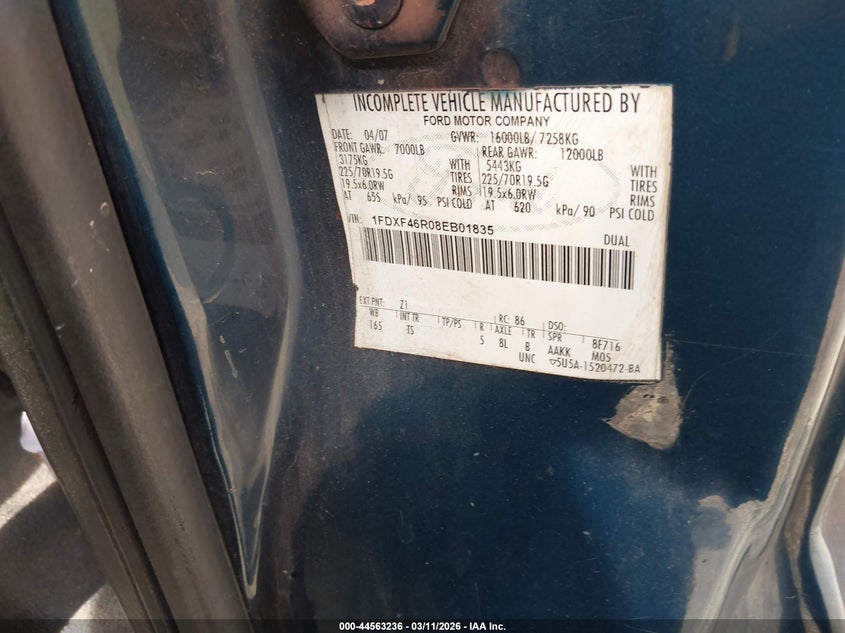 INCOMPLETE VEHICLE MANUFACTURED BY
FORD MOTOR COMPANY
DATE: 04/07 GVWR: 16000LB/ 7258KG
FRONT GAWR: 7000LB REAR GAWR: 12000LB
3175KG WITH 5443KG WITH
225/70R19.5G TIRES 225/70R19.5G TIRES
19.5x6.0RW RIMS 19.5x6.0RW RIMS
AT 655 kPa/ 95 PSI COLD AT 620 kPa/ 90 PSI COLD
VIN: 1FDXF46R08EB01835
DUAL
EXT PNT: Z1 RC: 86 DSO:
WB INT TR TP/PS R AXLE TR SPR 8F716
165 TS 5 8L B AAKK M05
UNC ▽5U5A-1520472-BA
000-44563236 - 03/11/2026 - IAA Inc.